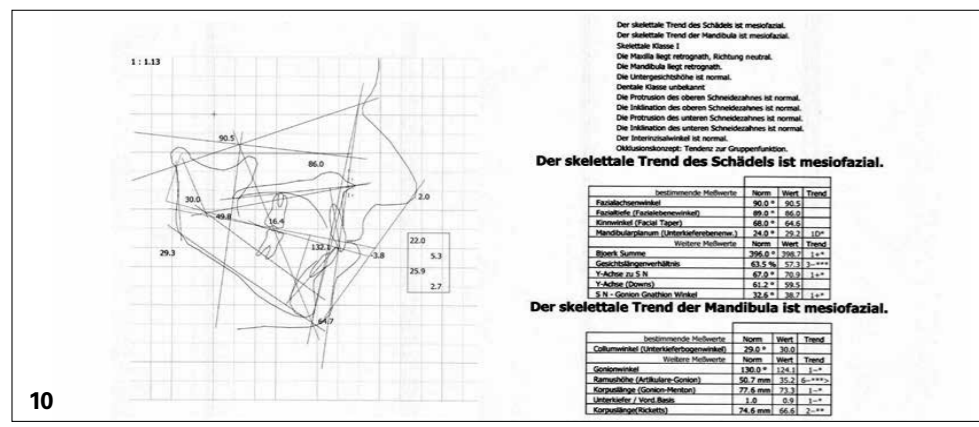 1 : 1.13
90.5
86.0
2.0
30.0
49.8
16.4
132.1
-3.8
29.3
22.0
5.3
25.9
2.7
64.7
10
Der skelettale Trend des Schädels ist mesiofazial.
Der skelettale Trend der Mandibula ist mesiofazial.
Skelettale Klasse I
Die Maxilla liegt retrognath, Richtung neutral.
Die Mandibula liegt retrognath.
Die Untergesichtshöhe ist normal.
Dentale Klasse unbekannt
Die Protrusion des oberen Schneidezahnes ist normal.
Die Inklination des oberen Schneidezahnes ist normal.
Die Protrusion des unteren Schneidezahnes ist normal.
Die Inklination des unteren Schneidezahnes ist normal.
Der Interinzisalwinkel ist normal.
Okklusionskonzept: Tendenz zur Gruppenfunktion.
Der skelettale Trend des Schädels ist mesiofazial.
bestimmende Meßwerte Norm Wert Trend
Fazialachsenwinkel 90.0 ° 90.5
Fazialtiefe (Fazialebenewinkel) 89.0 ° 86.0
Kinnwinkel (Facial Taper) 68.0 ° 64.6
Mandibularplanum (Unterkieferebenenw.) 24.0 ° 29.2 1D*
Weitere Meßwerte Norm Wert Trend
Bjoerk Summe 396.0 ° 398.7 1+*
Gesichtslängenverhältnis 63.5 % 57.3 3-***
Y-Achse zu S N 67.0 ° 70.9 1+*
Y-Achse (Downs) 61.2 ° 59.5
S N - Gonion Gnathion Winkel 32.6 ° 38.7 1+*
Der skelettale Trend der Mandibula ist mesiofazial.
bestimmende Meßwerte Norm Wert Trend
Collumwinkel (Unterkieferbogenwinkel) 29.0 ° 30.0
Weitere Meßwerte Norm Wert Trend
Gonionwinkel 130.0 ° 124.1 1-*
Ramushöhe (Artikulare-Gonion) 50.7 mm 35.2 6-***>
Korpuslänge (Gonion-Menton) 77.6 mm 73.3 1-*
Unterkiefer / Vord.Basis 1.0 0.9 1-*
Korpuslänge(Ricketts) 74.6 mm 66.6 2-**